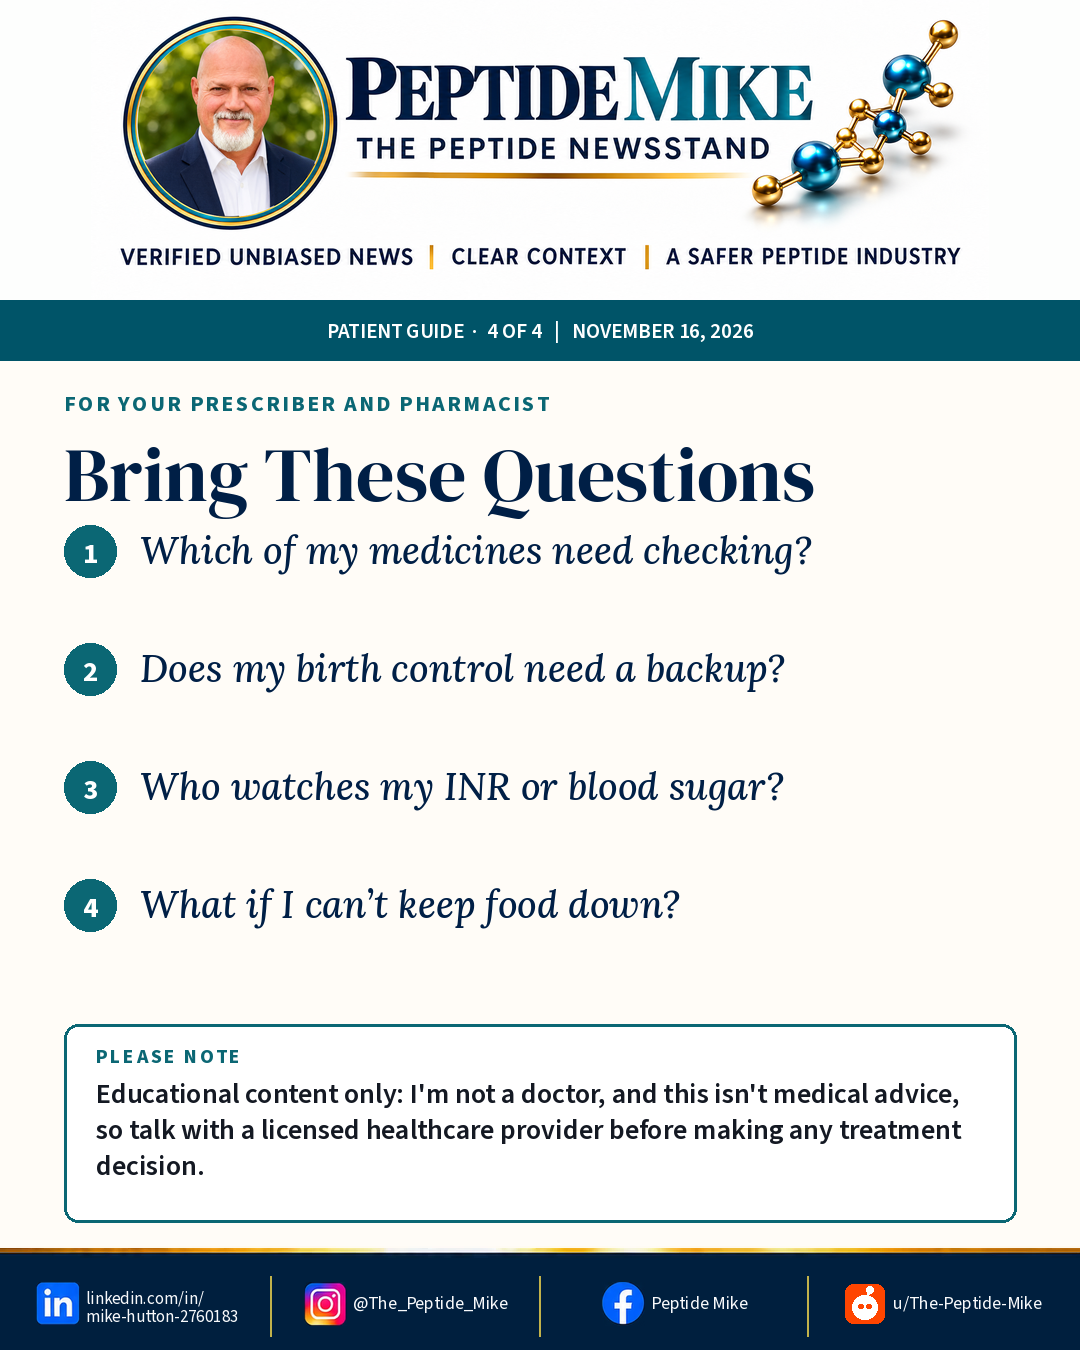 PEPTIDEMIKE
THE PEPTIDE NEWSSTAND
VERIFIED UNBIASED NEWS | CLEAR CONTEXT | A SAFER PEPTIDE INDUSTRY
PATIENT GUIDE · 4 OF 4 | NOVEMBER 16, 2026
FOR YOUR PRESCRIBER AND PHARMACIST
Bring These Questions
1 Which of my medicines need checking?
2 Does my birth control need a backup?
3 Who watches my INR or blood sugar?
4 What if I can’t keep food down?
PLEASE NOTE
Educational content only: I'm not a doctor, and this isn't medical advice,
so talk with a licensed healthcare provider before making any treatment
decision.
linkedin.com/in/
mike-hutton-2760183
@The_Peptide_Mike
Peptide Mike
u/The-Peptide-Mike